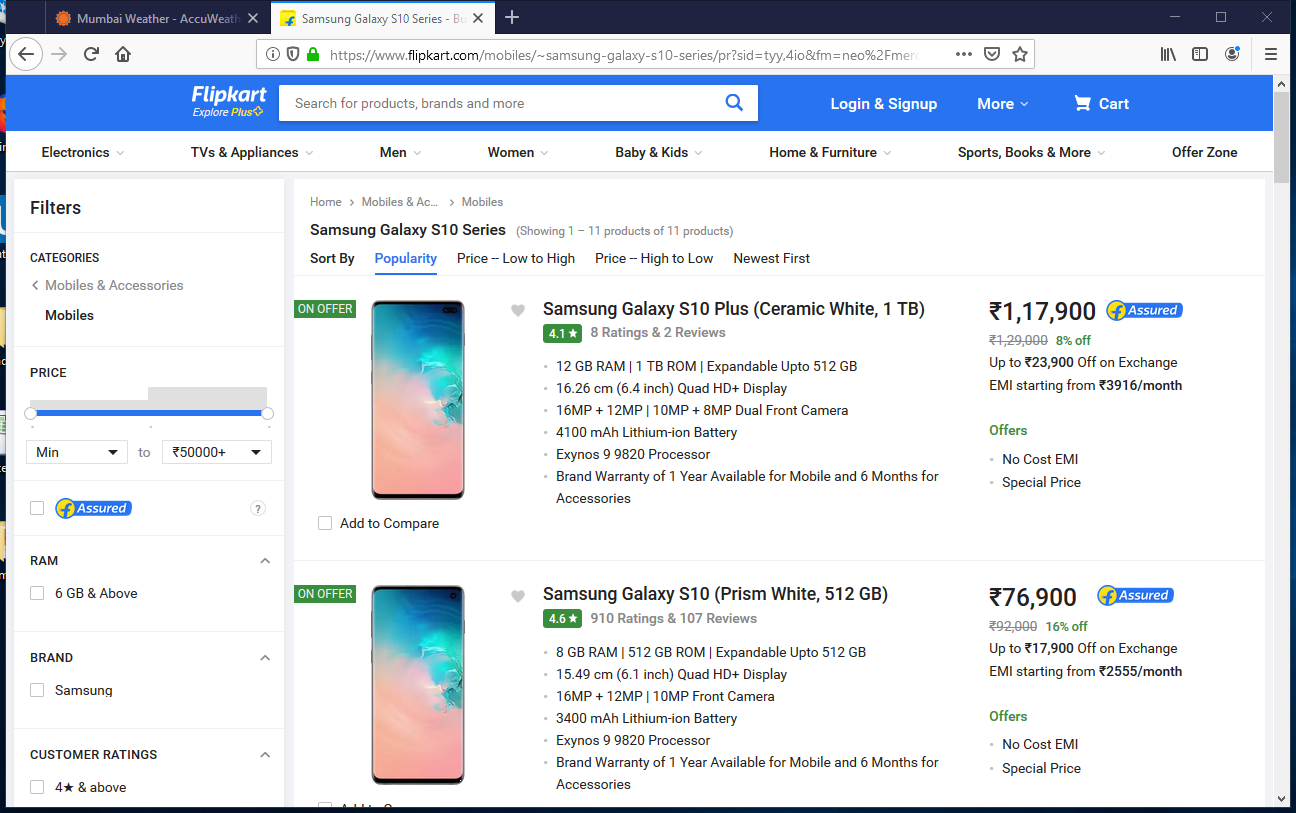 Mumbai Weather - AccuWeath
Samsung Galaxy S10 Series - Bu
https://www.flipkart.com/mobiles/~samsung-galaxy-s10-series/pr?sid=tyy,4io&fm=neo%2Fmerc
Flipkart
Explore Plus
Search for products, brands and more
Login & Signup
More
Cart
Electronics
TVs & Appliances
Men
Women
Baby & Kids
Home & Furniture
Sports, Books & More
Offer Zone
Filters
CATEGORIES
Mobiles & Accessories
Mobiles
PRICE
Min
to
₹50000+
Assured
?
RAM
6 GB & Above
BRAND
Samsung
CUSTOMER RATINGS
4★ & above
Home > Mobiles & Ac... > Mobiles
Samsung Galaxy S10 Series (Showing 1 – 11 products of 11 products)
Sort By Popularity Price -- Low to High Price -- High to Low Newest First
ON OFFER
Samsung Galaxy S10 Plus (Ceramic White, 1 TB)
4.1★ 8 Ratings & 2 Reviews
12 GB RAM | 1 TB ROM | Expandable Upto 512 GB
16.26 cm (6.4 inch) Quad HD+ Display
16MP + 12MP | 10MP + 8MP Dual Front Camera
4100 mAh Lithium-ion Battery
Exynos 9 9820 Processor
Brand Warranty of 1 Year Available for Mobile and 6 Months for
Accessories
Add to Compare
₹1,17,900 Assured
₹1,29,000 8% off
Up to ₹23,900 Off on Exchange
EMI starting from ₹3916/month
Offers
No Cost EMI
Special Price
ON OFFER
Samsung Galaxy S10 (Prism White, 512 GB)
4.6★ 910 Ratings & 107 Reviews
8 GB RAM | 512 GB ROM | Expandable Upto 512 GB
15.49 cm (6.1 inch) Quad HD+ Display
16MP + 12MP | 10MP Front Camera
3400 mAh Lithium-ion Battery
Exynos 9 9820 Processor
Brand Warranty of 1 Year Available for Mobile and 6 Months for
Accessories
₹76,900 Assured
₹92,000 16% off
Up to ₹17,900 Off on Exchange
EMI starting from ₹2555/month
Offers
No Cost EMI
Special Price